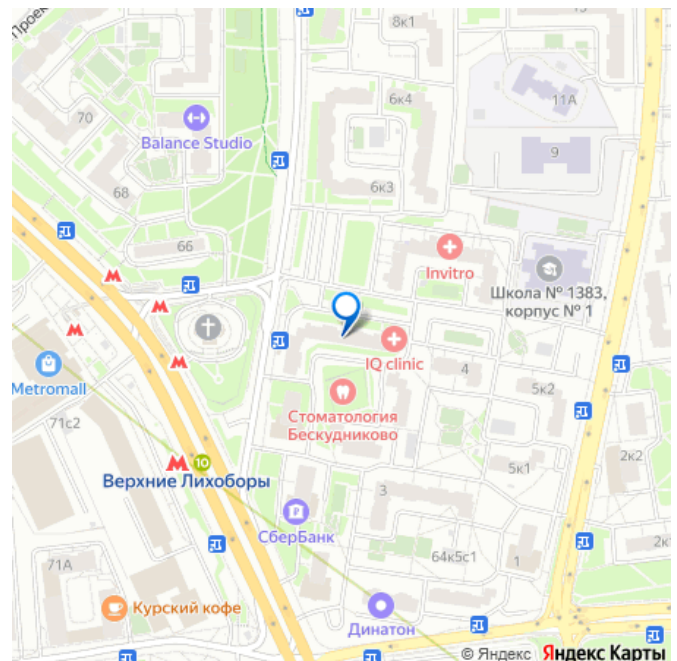 8к1
Проек
6к4
11А
70
Balance Studio
9
68
6к3
66
Invitro
Школа № 1383,
корпус № 1
Metromall
IQ clinic
4
5к2
Стоматология
Бескудниково
71с2
10
Верхние Лихоборы
5к1
2к2
3
СберБанк
64к5с1
1
2к
71А
Курский кофе
Динатон
© Яндекс Яндекс Карты